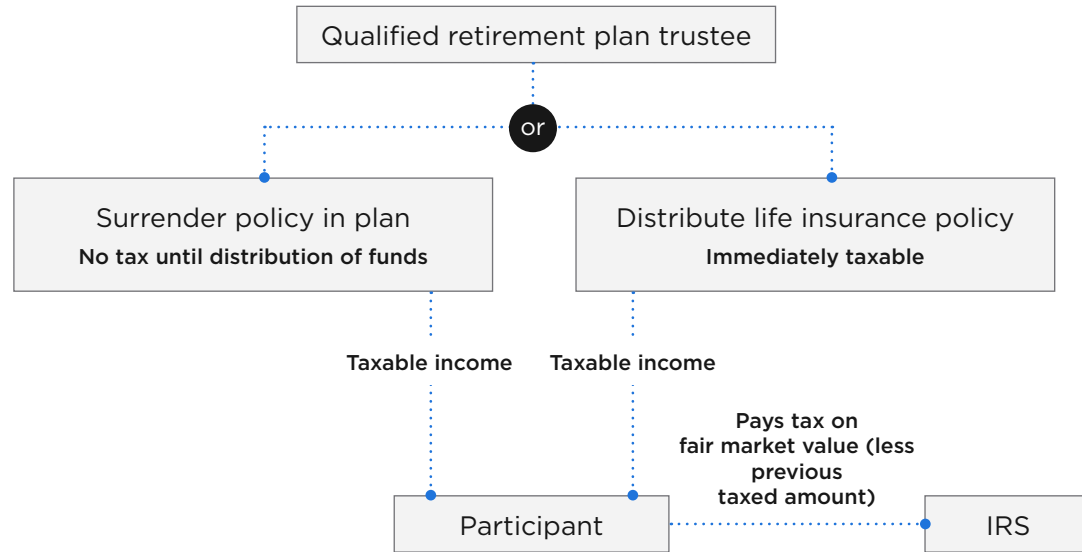 Qualified retirement plan trustee
or
Surrender policy in plan
No tax until distribution of funds
Distribute life insurance policy
Immediately taxable
Taxable income
Taxable income
Pays tax on
fair market value (less
previous
taxed amount)
Participant
IRS